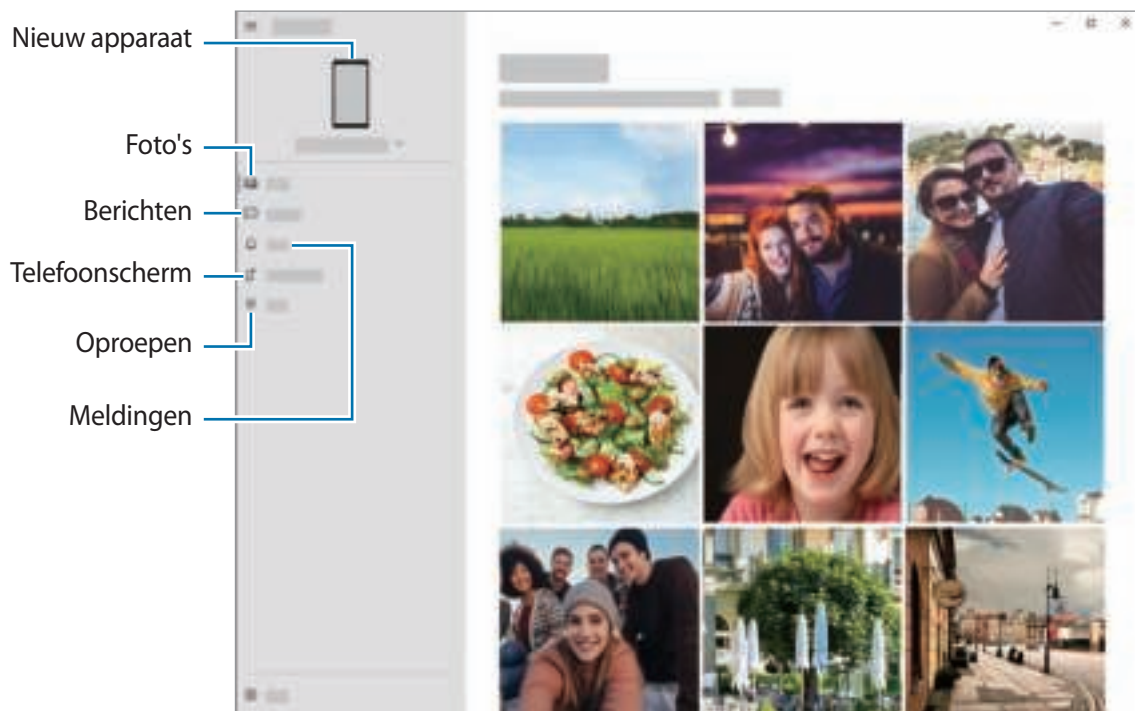 Nieuw apparaat
Foto's
Berichten
Telefoonscherm
Oproepen
Meldingen